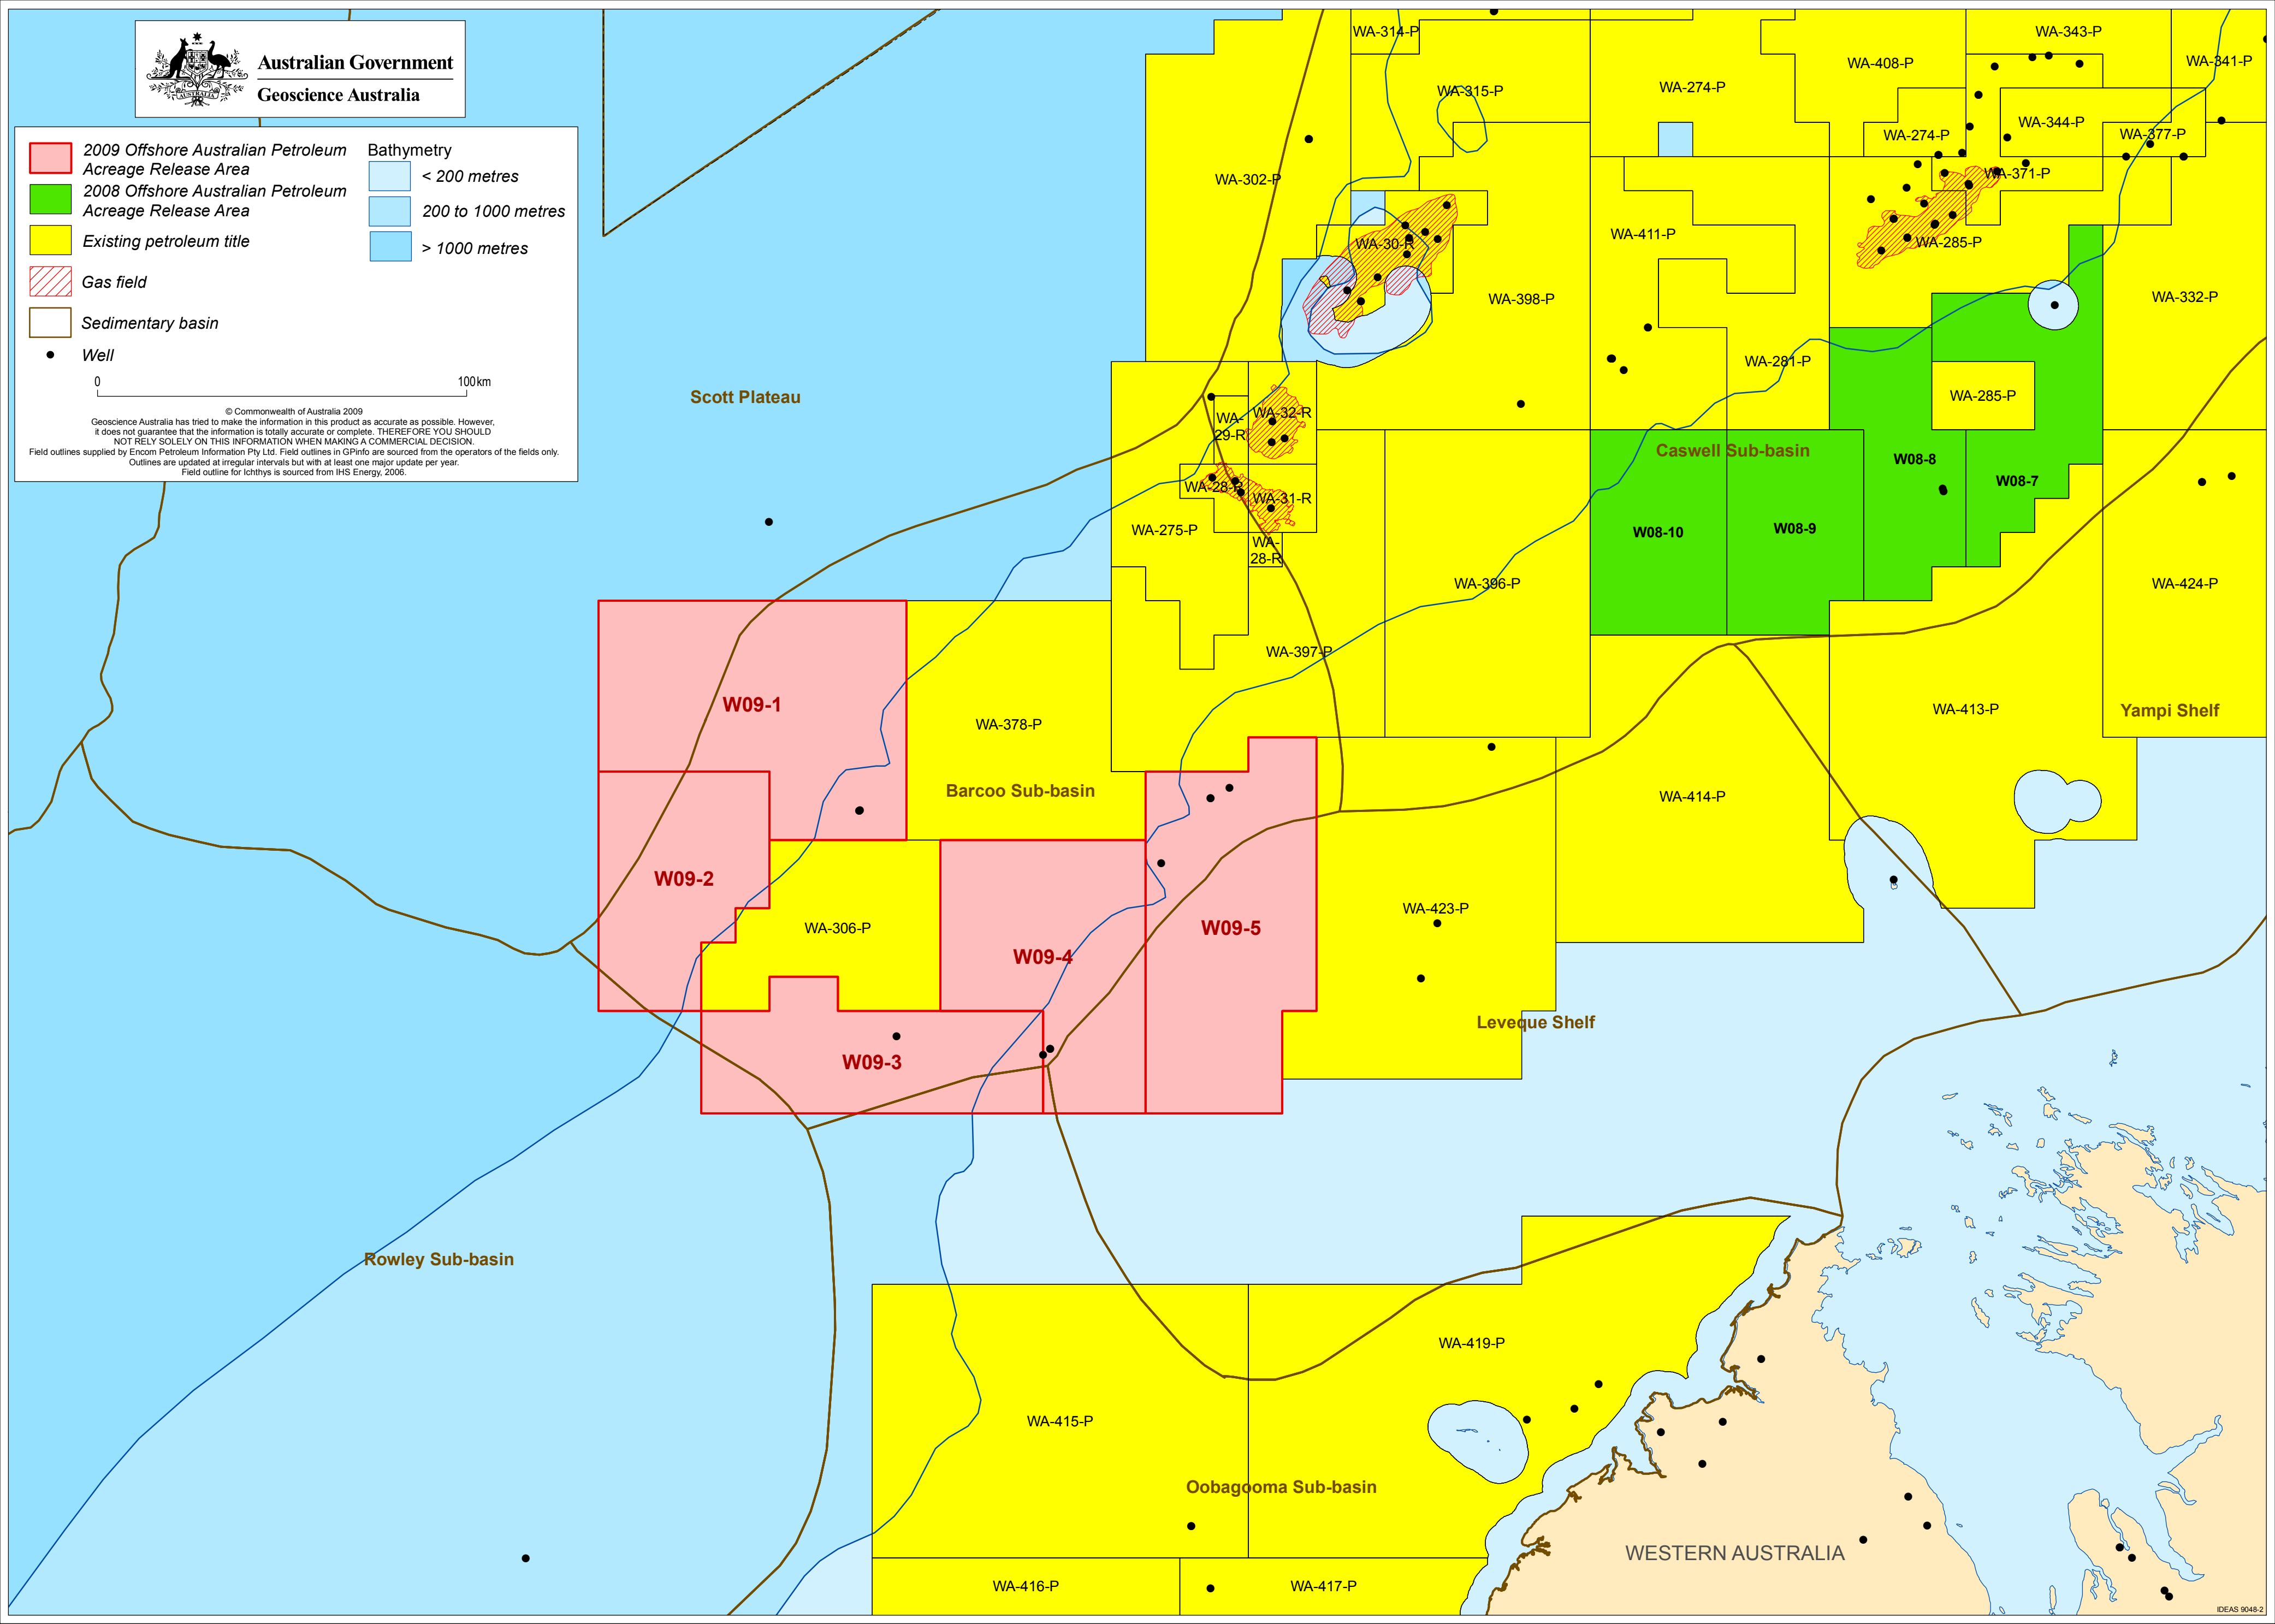 Australian Government
Geoscience Australia
AUSTRALIA
2009 Offshore Australian Petroleum
Acreage Release Area
2008 Offshore Australian Petroleum
Acreage Release Area
Existing petroleum title
Gas field
Sedimentary basin
Well
Bathymetry
< 200 metres
200 to 1000 metres
> 1000 metres
0
100 km
© Commonwealth of Australia 2009
Geoscience Australia has tried to make the information in this product as accurate as possible. However,
it does not guarantee that the information is totally accurate or complete. THEREFORE YOU SHOULD
NOT RELY SOLELY ON THIS INFORMATION WHEN MAKING A COMMERCIAL DECISION.
Field outlines supplied by Encom Petroleum Information Pty Ltd. Field outlines in GPinfo are sourced from the operators of the fields only.
Outlines are updated at irregular intervals but with at least one major update per year.
Field outline for Ichthys is sourced from IHS Energy, 2006.
WA-314-P
WA-343-P
WA-408-P
WA-341-P
WA-315-P
WA-274-P
WA-344-P
WA-274-P
WA-377-P
WA-302-P
WA-371-P
WA-411-P
WA-30-R
WA-285-P
WA-398-P
WA-332-P
WA-281-P
Scott Plateau
WA-285-P
WA-
29-R
WA-32-R
Caswell Sub-basin
W08-8
W08-7
WA-28-R
WA-31-R
WA-275-P
W08-10
W08-9
WA-
28-R
WA-396-P
WA-424-P
WA-397-P
W09-1
WA-378-P
WA-413-P
Yampi Shelf
Barcoo Sub-basin
WA-414-P
W09-2
WA-306-P
W09-5
WA-423-P
W09-4
Leveque Shelf
W09-3
Rowley Sub-basin
WA-419-P
WA-415-P
Oobagooma Sub-basin
WESTERN AUSTRALIA
WA-416-P
WA-417-P
IDEAS 9048-2